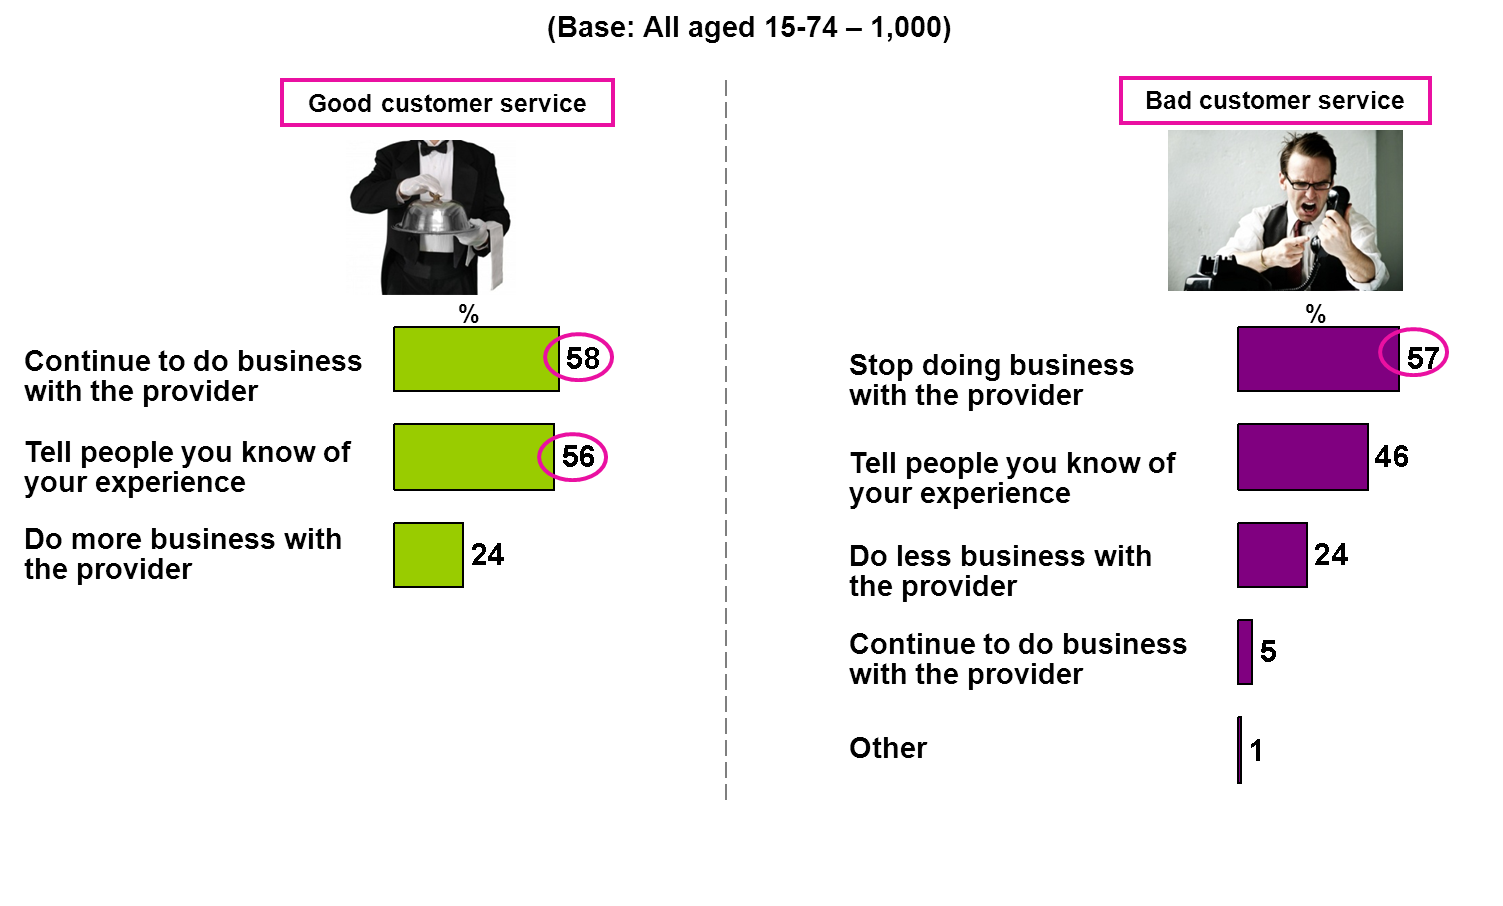 (Base: All aged 15-74 – 1,000)
Good customer service
%
Continue to do business
with the provider
58
Tell people you know of
your experience
56
Do more business with
the provider
24
Bad customer service
%
Stop doing business
with the provider
57
Tell people you know of
your experience
46
Do less business with
the provider
24
Continue to do business
with the provider
5
Other
1